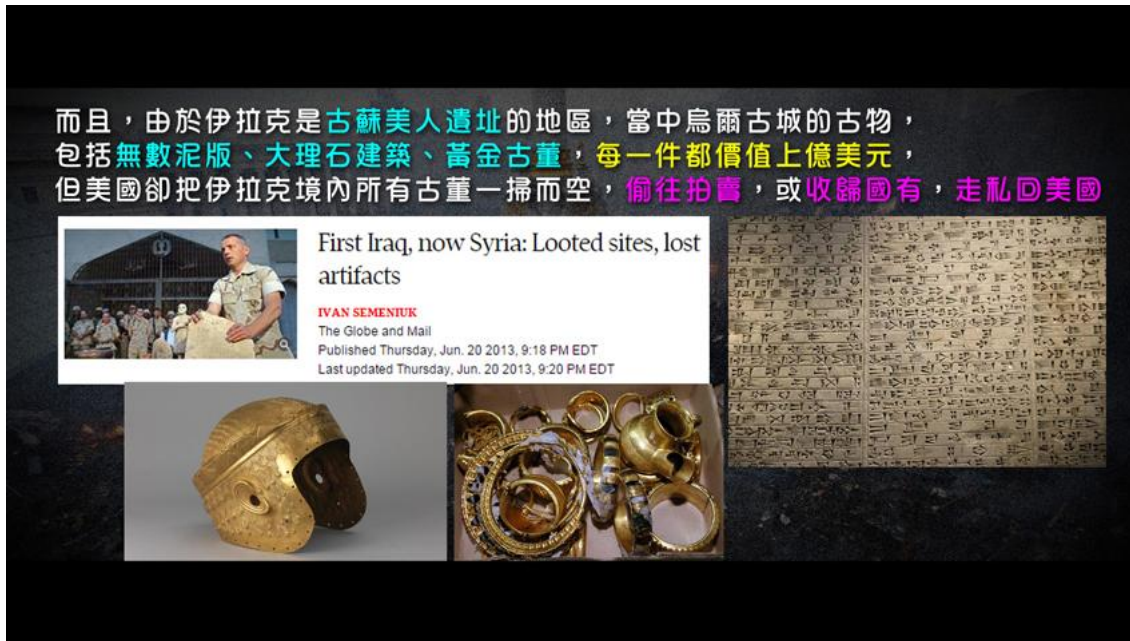 而且，由於伊拉克是古蘇美人遺址的地區，當中烏爾古城的古物，
包括無數泥版、大理石建築、黃金古董，每一件都價值上億美元，
但美國卻把伊拉克境內所有古董一掃而空，偷往拍賣，或收歸國有，走私回美國
First Iraq, now Syria: Looted sites, lost
artifacts
IVAN SEMENIUK
The Globe and Mail
Published Thursday, Jun. 20 2013, 9:18 PM EDT
Last updated Thursday, Jun. 20 2013, 9:20 PM EDT